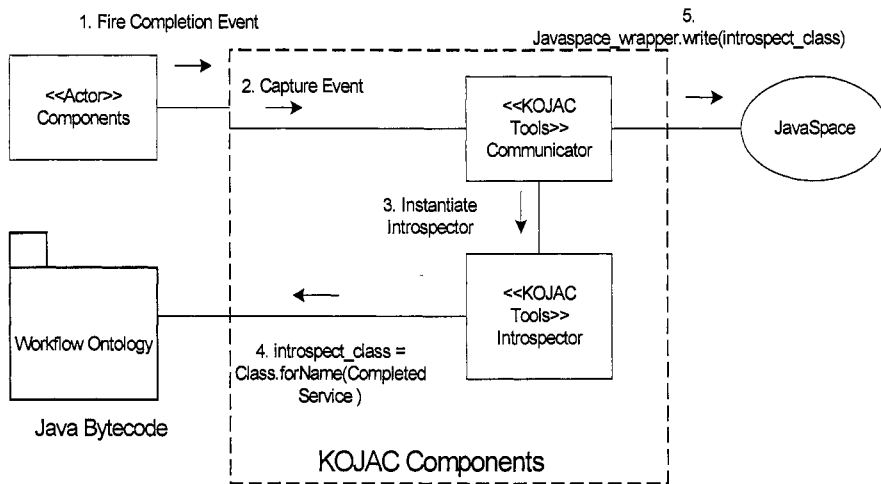 1. Fire Completion Event
5.
Javaspace_wrapper.write(introspect_class)
<<Actor>>
Components
2. Capture Event
<<KOJAC
Tools>>
Communicator
JavaSpace
3. Instantiate
Introspector
<<KOJAC
Tools>>
Introspector
Workflow Ontology
4. introspect_class =
Class.forName(Completed
Service )
Java Bytecode
KOJAC Components